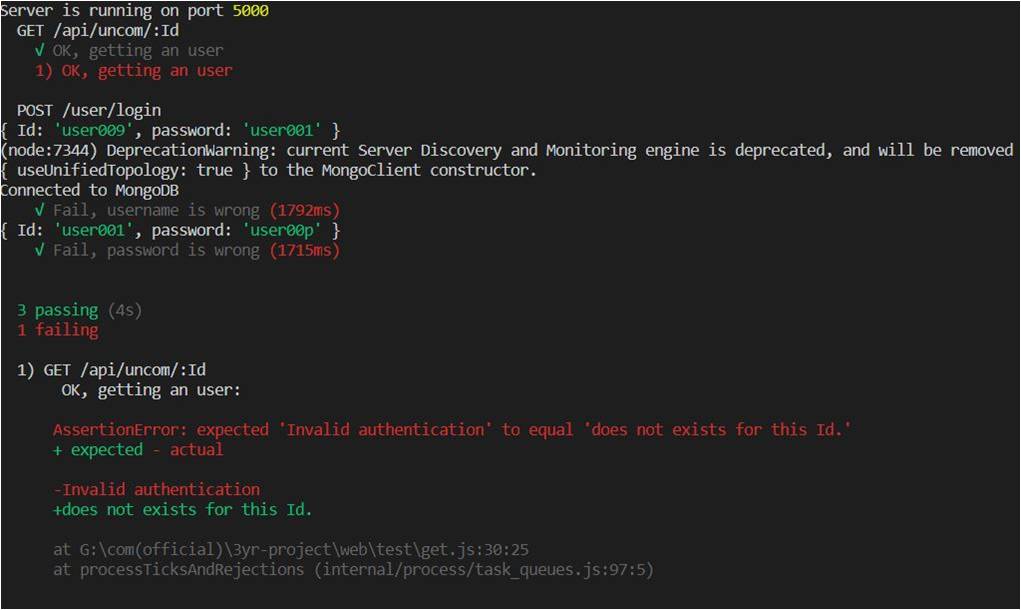 Server is running on port 5000
GET /api/uncom/:Id
√ OK, getting an user
1) OK, getting an user
POST /user/login
{ Id: 'user009', password: 'user001' }
(node:7344) DeprecationWarning: current Server Discovery and Monitoring engine is deprecated, and will be removed
{ useUnifiedTopology: true } to the MongoClient constructor.
Connected to MongoDB
√ Fail, username is wrong (1792ms)
{ Id: 'user001', password: 'user00p' }
√ Fail, password is wrong (1715ms)
3 passing (4s)
1 failing
1) GET /api/uncom/:Id
OK, getting an user:
AssertionError: expected 'Invalid authentication' to equal 'does not exists for this Id.'
+ expected - actual
-Invalid authentication
+does not exists for this Id.
at G:\com(official)\3yr-project\web\test\get.js:30:25
at processTicksAndRejections (internal/process/task_queues.js:97:5)